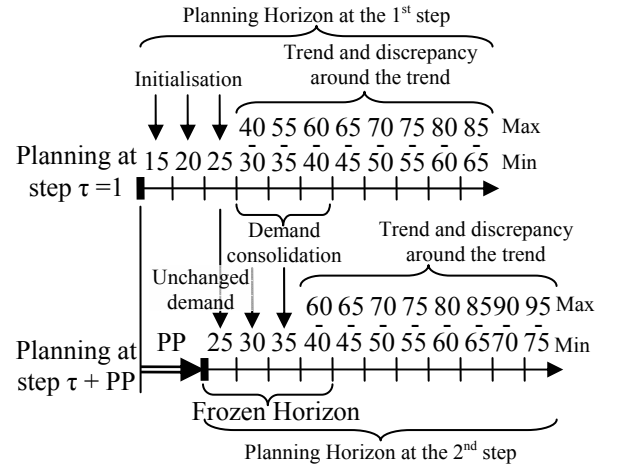 Planning Horizon at the 1st step
Trend and discrepancy
around the trend
Initialisation
40 55 60 65 70 75 80 85 Max
- - - - - - - -
Planning at
step τ =1
15 20 25 30 35 40 45 50 55 60 65 Min
Demand
consolidation
Trend and discrepancy
around the trend
Unchanged
demand
60 65 70 75 80 8590 95 Max
- - - - - - - -
PP
25 30 35 40 45 50 55 60 6570 75 Min
Planning at
step τ + PP
Frozen Horizon
Planning Horizon at the 2nd step